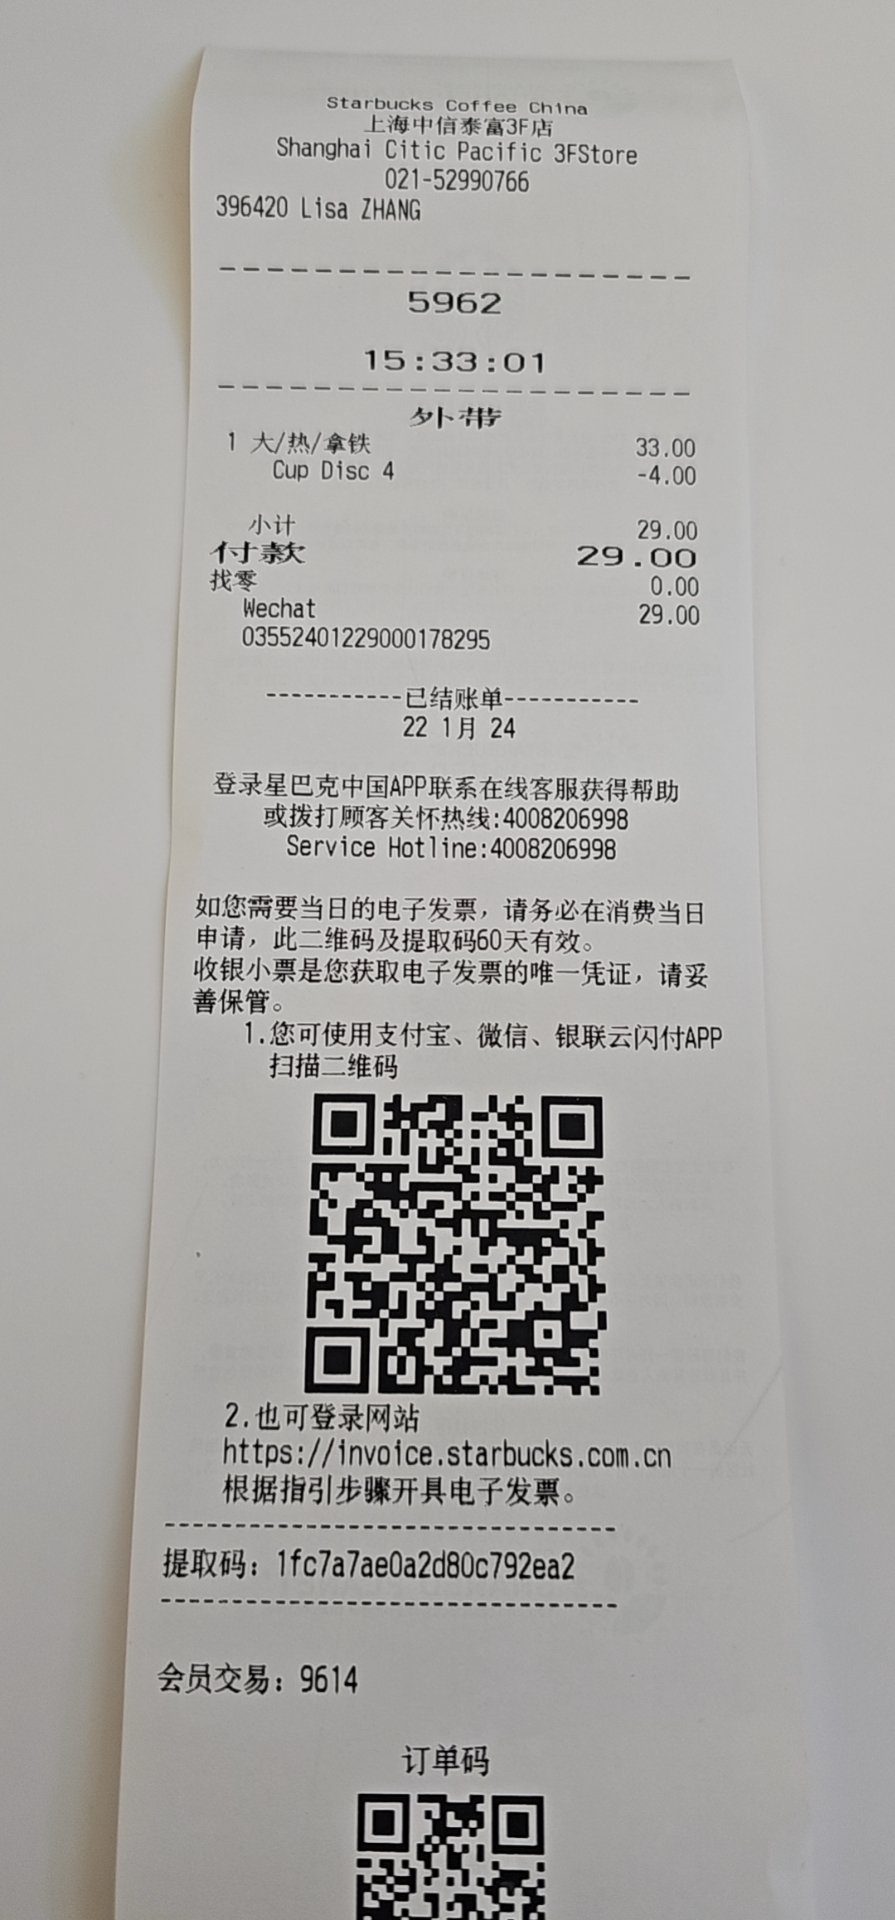 Starbucks Coffee China
上海中信泰富3F店
Shanghai Citic Pacific 3FStore
021-52990766
396420 Lisa ZHANG
5962
15:33:01
外带
1 大/热/拿铁 33.00
Cup Disc 4 -4.00
小计 29.00
付款 29.00
找零 0.00
Wechat 29.00
03552401229000178295
-----------已结账单-----------
22 1月 24
登录星巴克中国APP联系在线客服获得帮助
或拨打顾客关怀热线:4008206998
Service Hotline:4008206998
如您需要当日的电子发票，请务必在消费当日
申请，此二维码及提取码60天有效。
收银小票是您获取电子发票的唯一凭证，请妥
善保管。
1.您可使用支付宝、微信、银联云闪付APP
扫描二维码
2.也可登录网站
https://invoice.starbucks.com.cn
根据指引步骤开具电子发票。
提取码：1fc7a7ae0a2d80c792ea2
会员交易：9614
订单码